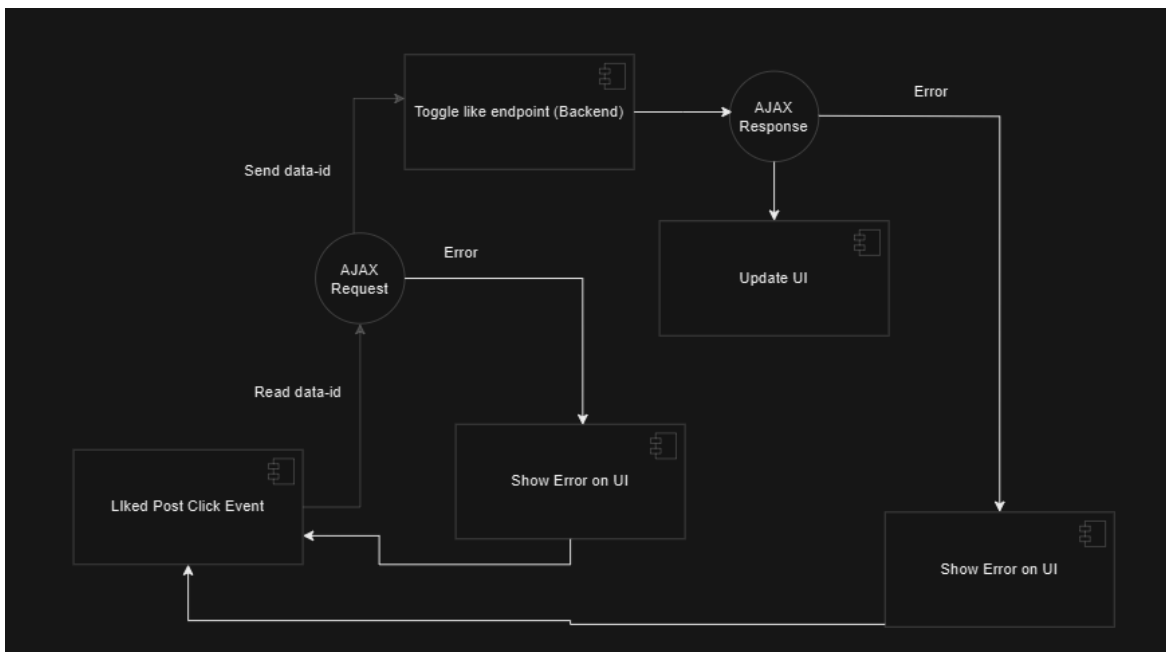 Toggle like endpoint (Backend)
AJAX
Response
Error
Send data-id
AJAX
Request
Error
Update UI
Read data-id
LIked Post Click Event
Show Error on UI
Show Error on UI